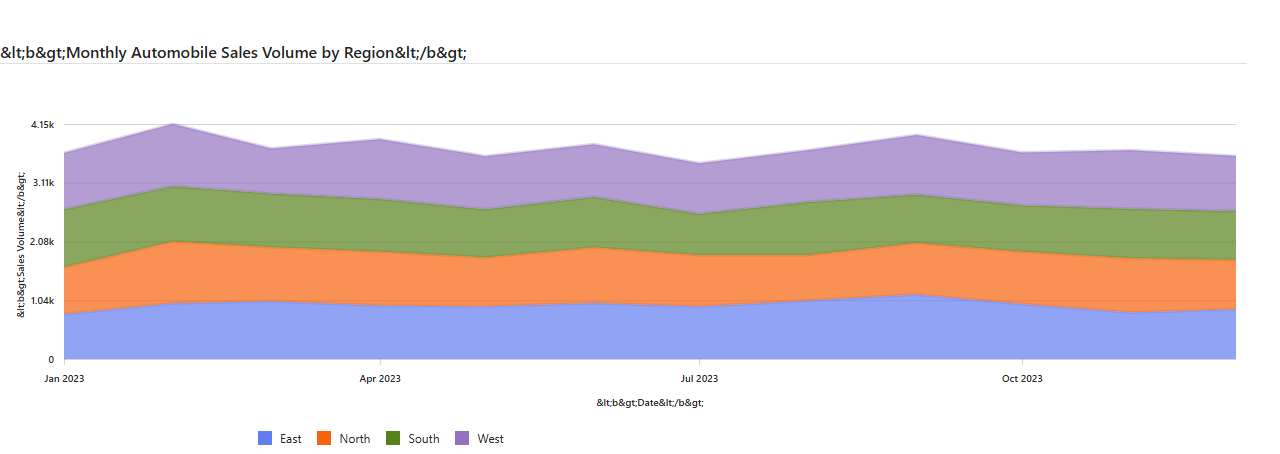 &lt;b&gt;Monthly Automobile Sales Volume by Region&lt;/b&gt;
4.15k
3.11k
2.08k
1.04k
0
&lt;b&gt;Sales Volume&lt;/b&gt;
Jan 2023 Apr 2023 Jul 2023 Oct 2023
&lt;b&gt;Date&lt;/b&gt;
East North South West